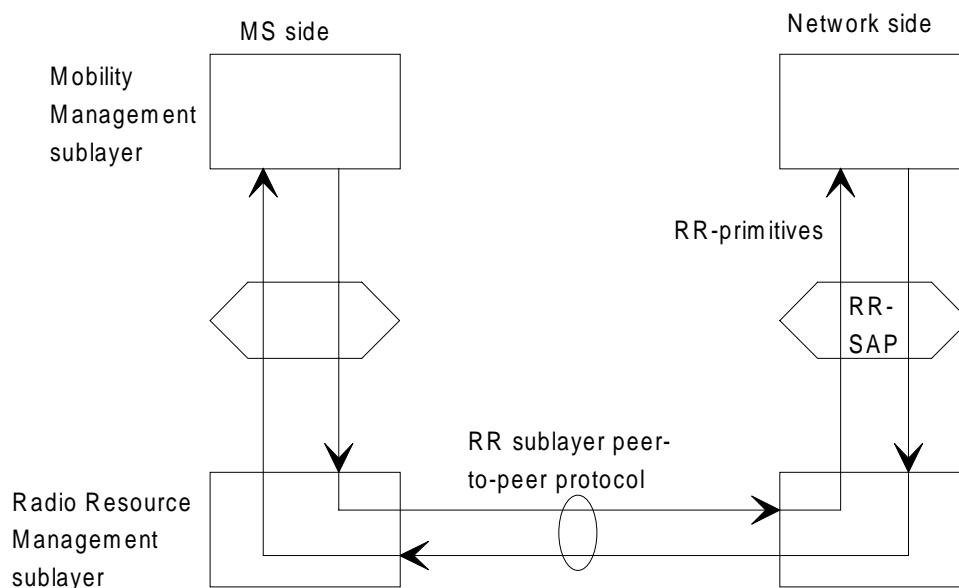 MS side
Network side
Mobility
Management
sublayer
RR-primitives
RR-
SAP
RR sublayer peer-
to-peer protocol
Radio Resource
Management
sublayer